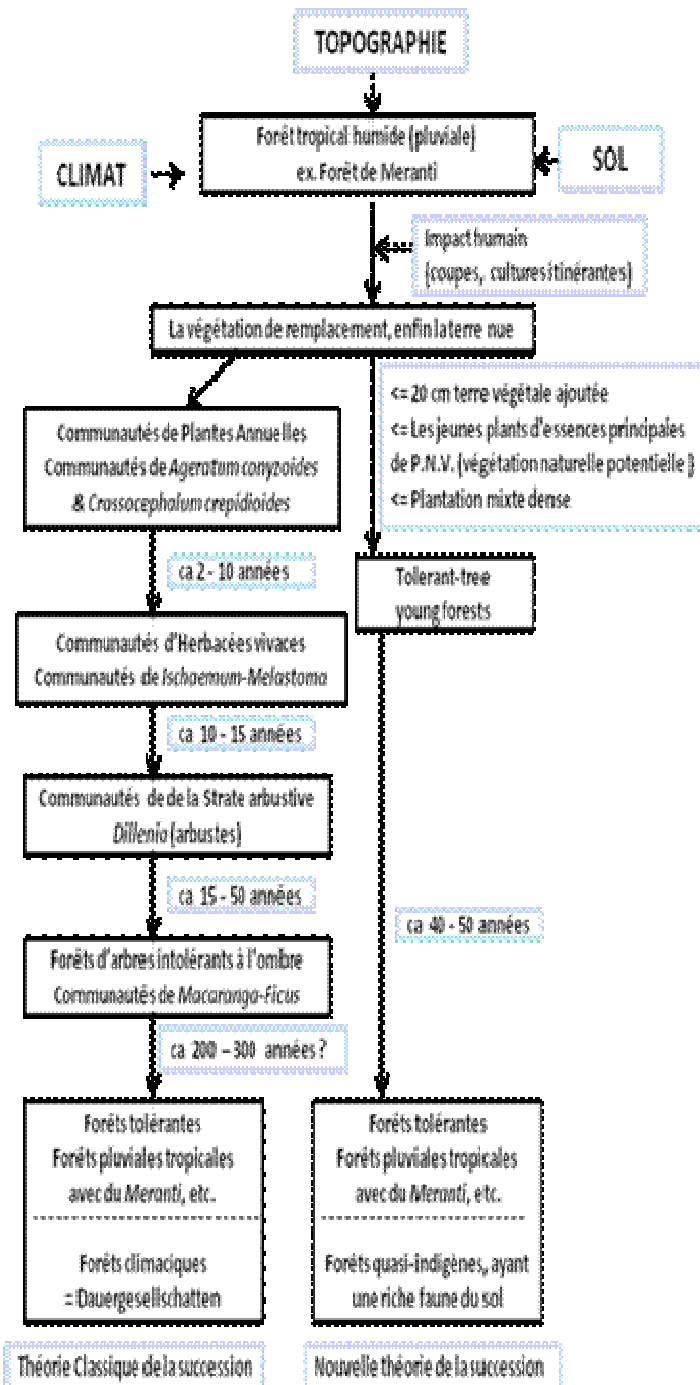 TOPOGRAPHIE
Forêt tropical humide (pluviale)
ex. Forêt de Meranti
CLIMAT
SOL
Impact humain
(coupes, cultures itinérantes)
La végétation de remplacement, enfin la terre nue
<= 20 cm terre végétale ajoutée
<= Les jeunes plants d'essences principales
de P.N.V. (végétation naturelle potentielle)
<= Plantation mixte dense
Communautés de Plantes Annuelles
Communautés de Ageratum conyzoides
& Crassocephalum crepidioides
ca 2 - 10 années
Tolerant-tree
young forests
Communautés d'Herbacées vivaces
Communautés de Ischaemum-Melastoma
ca 10 - 15 années
Communautés de de la Strate arbustive
Dillenia (arbustes)
ca 15 - 50 années
ca 40 - 50 années
Forêts d'arbres intolérants à l'ombre
Communautés de Macaranga-Ficus
ca 200 – 300 années ?
Forêts tolérantes
Forêts pluviales tropicales
avec du Meranti, etc..
Forêts climaciques
= Dauergesellschatten
Forêts tolérantes
Forêts pluviales tropicales
avec du Meranti, etc.
Forêts quasi-indigènes, ayant
une riche faune du sol
Théorie Classique de la succession
Nouvelle théorie de la succession